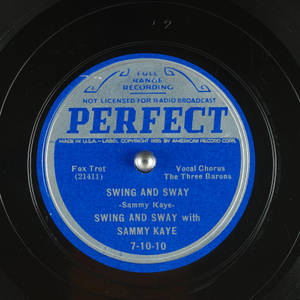 FULL
RANGE
RECORDING
NOT LICENSED FOR RADIO BROADCAST
PERFECT
MADE IN U.S.A.-LABEL COPYRIGHT 1935 BY AMERICAN RECORD CORP.
Fox Trot Vocal Chorus
(21411) The Three Barons
SWING AND SWAY
-Sammy Kaye-
SWING AND SWAY with
SAMMY KAYE
7-10-10